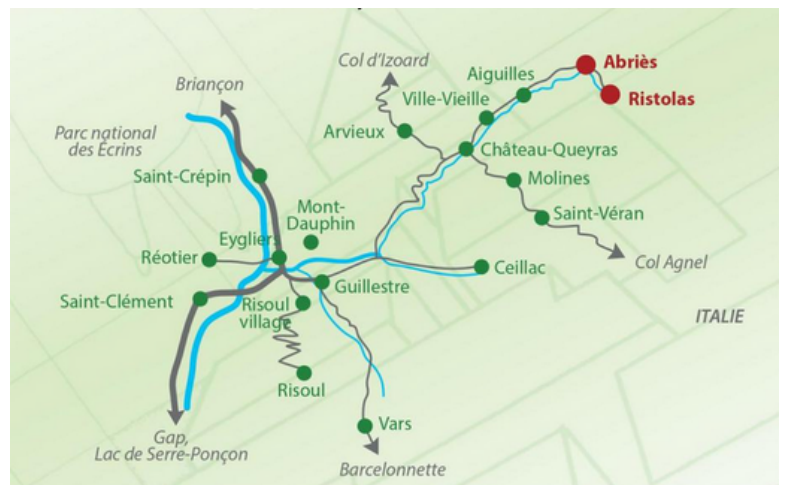 Col d'Izoard
Abriès
Aiguilles
Briançon
Ville-Vieille
Ristolas
Parc national
des Écrins
Arvieux
Château-Queyras
Saint-Crépin
Molines
Mont-
Dauphin
Saint-Véran
Eygliers
Réotier
Col Agnel
Ceillac
Guillestre
Saint-Clément
Risoul
village
ITALIE
Risoul
Vars
Gap,
Lac de Serre-Ponçon
Barcelonnette